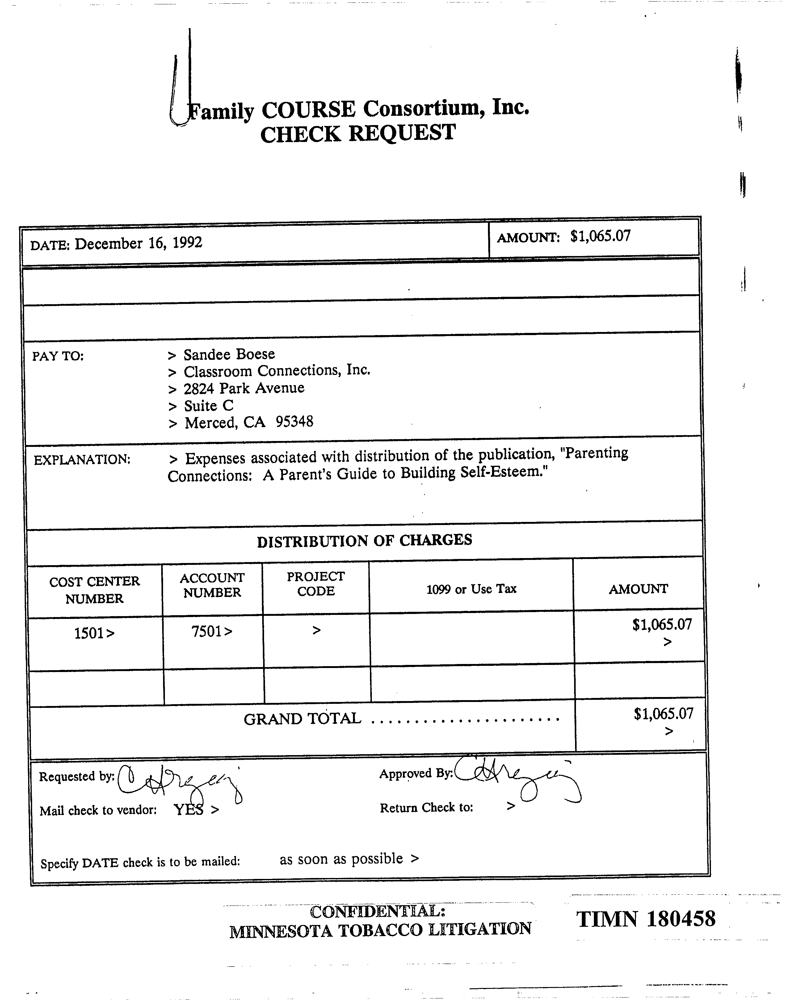 Family COURSE Consortium, Inc.
CHECK REQUEST
DATE: December 16, 1992 AMOUNT: $1,065.07
PAY TO: > Sandee Boese
> Classroom Connections, Inc.
> 2824 Park Avenue
> Suite C
> Merced, CA 95348
EXPLANATION: > Expenses associated with distribution of the publication, "Parenting
Connections: A Parent's Guide to Building Self-Esteem."
DISTRIBUTION OF CHARGES
COST CENTER NUMBER ACCOUNT NUMBER PROJECT CODE 1099 or Use Tax AMOUNT
1501> 7501> > $1,065.07
>
GRAND TOTAL ...................... $1,065.07
>
Requested by: Approved By:
Mail check to vendor: YES > Return Check to: >
Specify DATE check is to be mailed: as soon as possible >
CONFIDENTIAL:
MINNESOTA TOBACCO LITIGATION
TIMN 180458